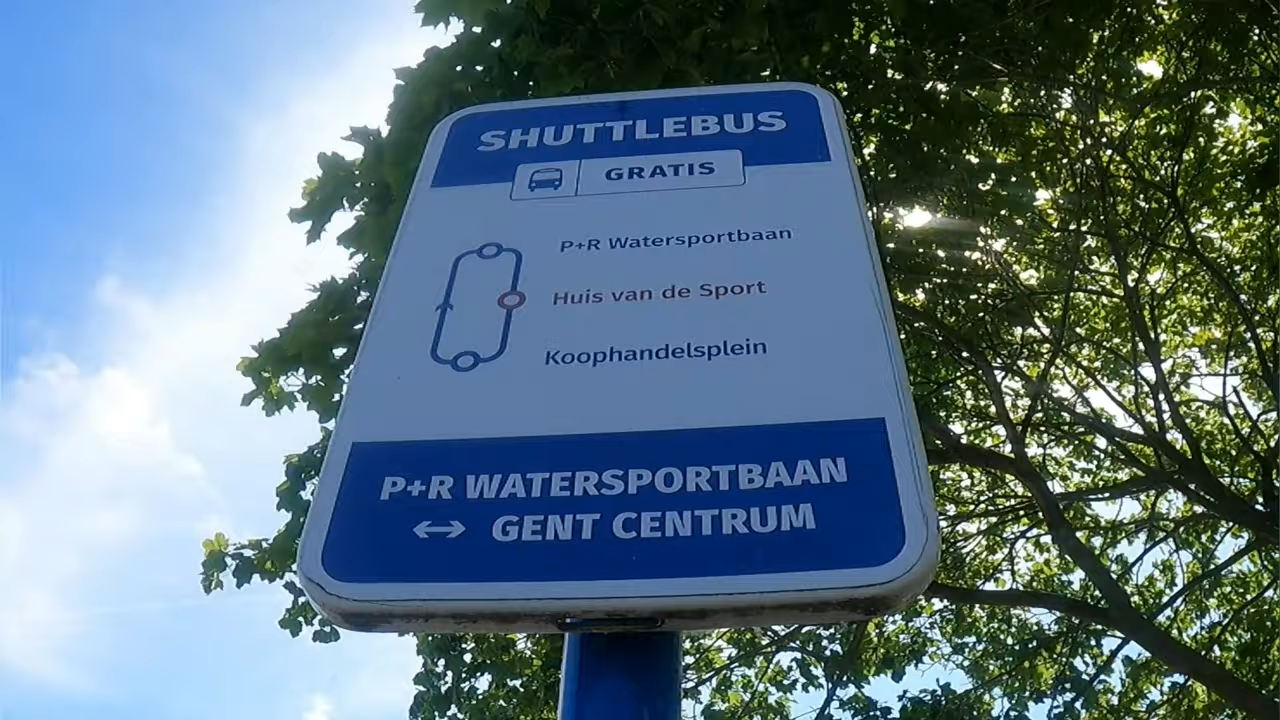 SHUTTLEBUS
GRATIS
P+R Watersportbaan
Huis van de Sport
Koophandelsplein
P+R WATERSPORTBAAN
↔ GENT CENTRUM